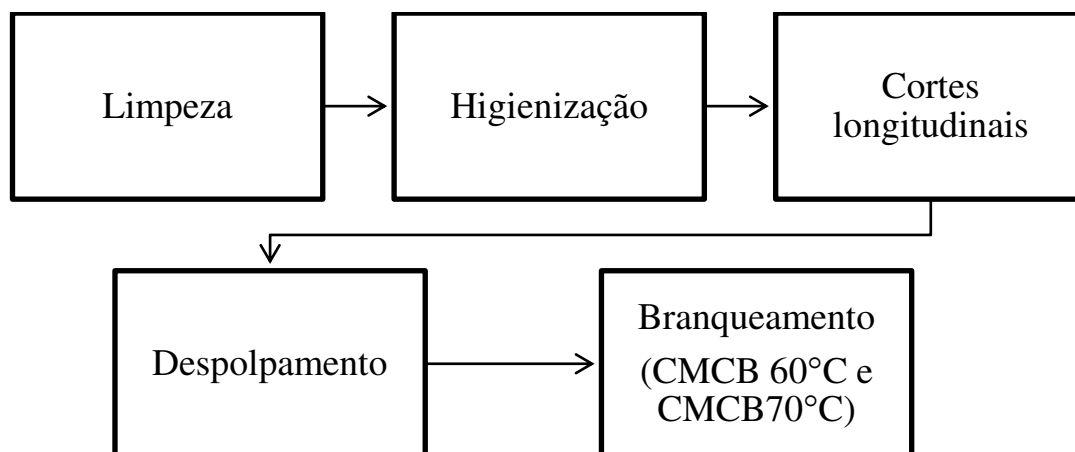 Limpeza
Higienização
Cortes
longitudinais
Despolpamento
Branqueamento
(CMCB 60°C e
CMCB70°C)